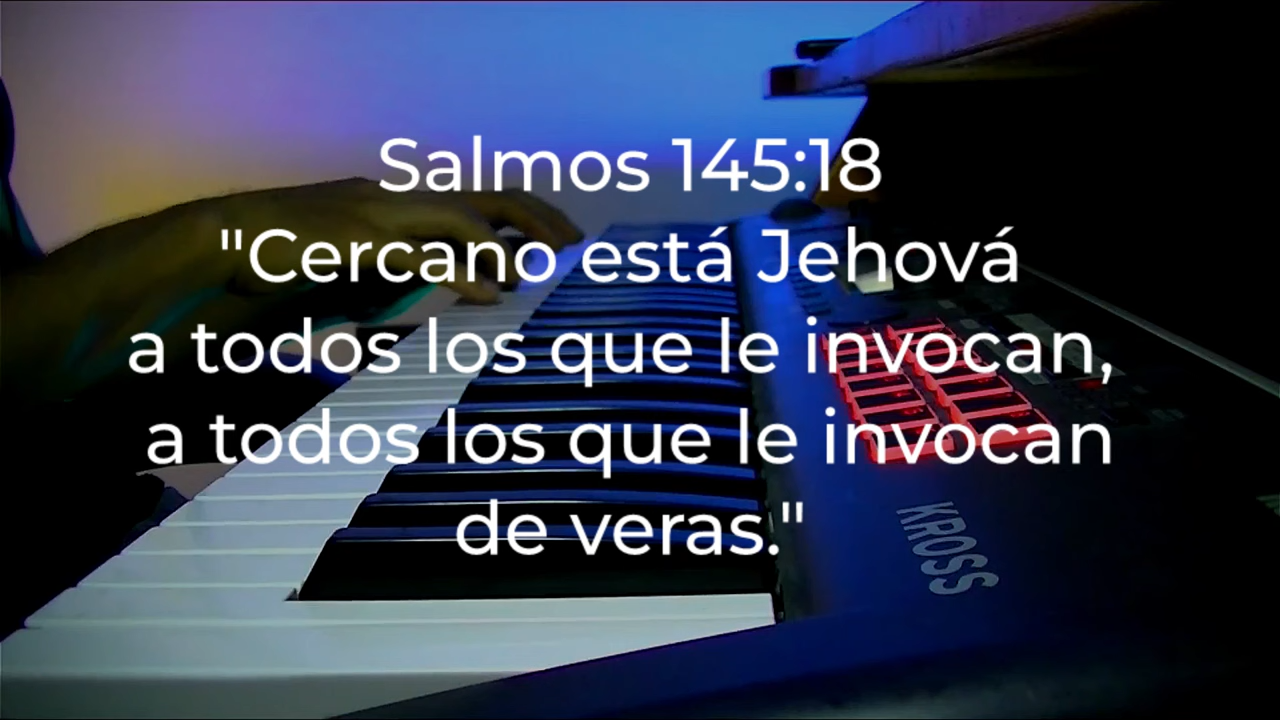 Salmos 145:18
"Cercano está Jehová
a todos los que le invocan,
a todos los que le invocan
de veras."
KROSS